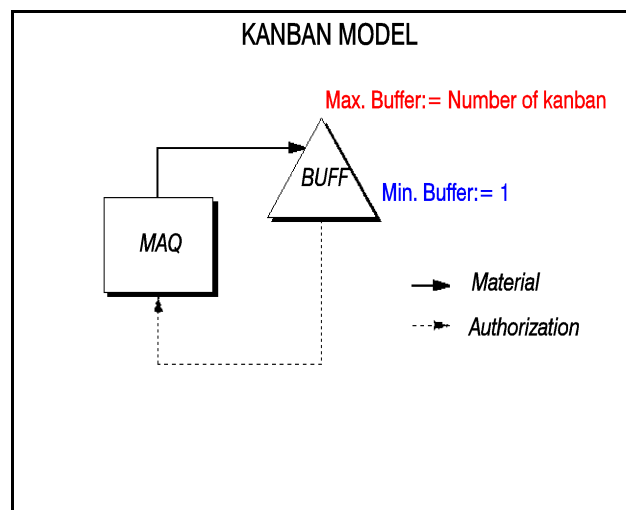 KANBAN MODEL
Max. Buffer:= Number of kanban
BUFF
Min. Buffer:= 1
MAQ
Material
Authorization